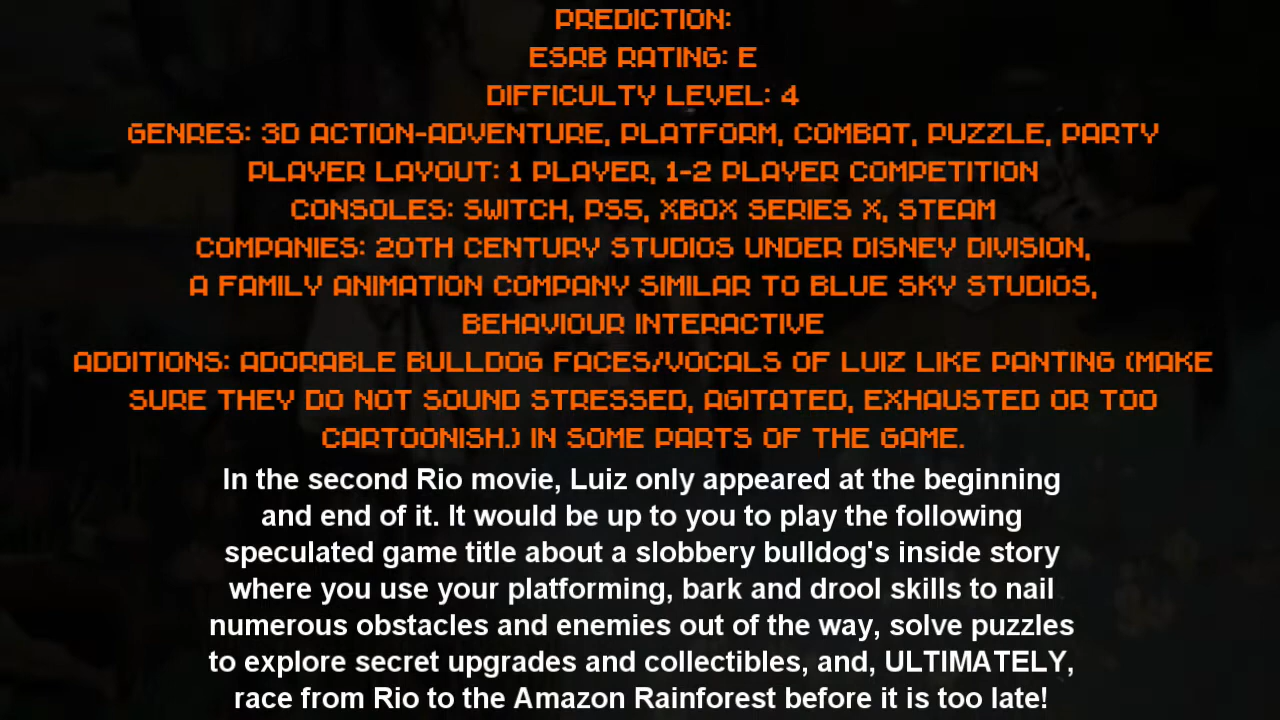 PREDICTION:
ESRB RATING: E
DIFFICULTY LEVEL: 4
GENRES: 3D ACTION-ADVENTURE, PLATFORM, COMBAT, PUZZLE, PARTY
PLAYER LAYOUT: 1 PLAYER, 1-2 PLAYER COMPETITION
CONSOLES: SWITCH, PS5, XBOX SERIES X, STEAM
COMPANIES: 20TH CENTURY STUDIOS UNDER DISNEY DIVISION,
A FAMILY ANIMATION COMPANY SIMILAR TO BLUE SKY STUDIOS,
BEHAVIOUR INTERACTIVE
ADDITIONS: ADORABLE BULLDOG FACES/VOCALS OF LUIZ LIKE PANTING (MAKE
SURE THEY DO NOT SOUND STRESSED, AGITATED, EXHAUSTED OR TOO
CARTOONISH.) IN SOME PARTS OF THE GAME.
In the second Rio movie, Luiz only appeared at the beginning
and end of it. It would be up to you to play the following
speculated game title about a slobbery bulldog's inside story
where you use your platforming, bark and drool skills to nail
numerous obstacles and enemies out of the way, solve puzzles
to explore secret upgrades and collectibles, and, ULTIMATELY,
race from Rio to the Amazon Rainforest before it is too late!